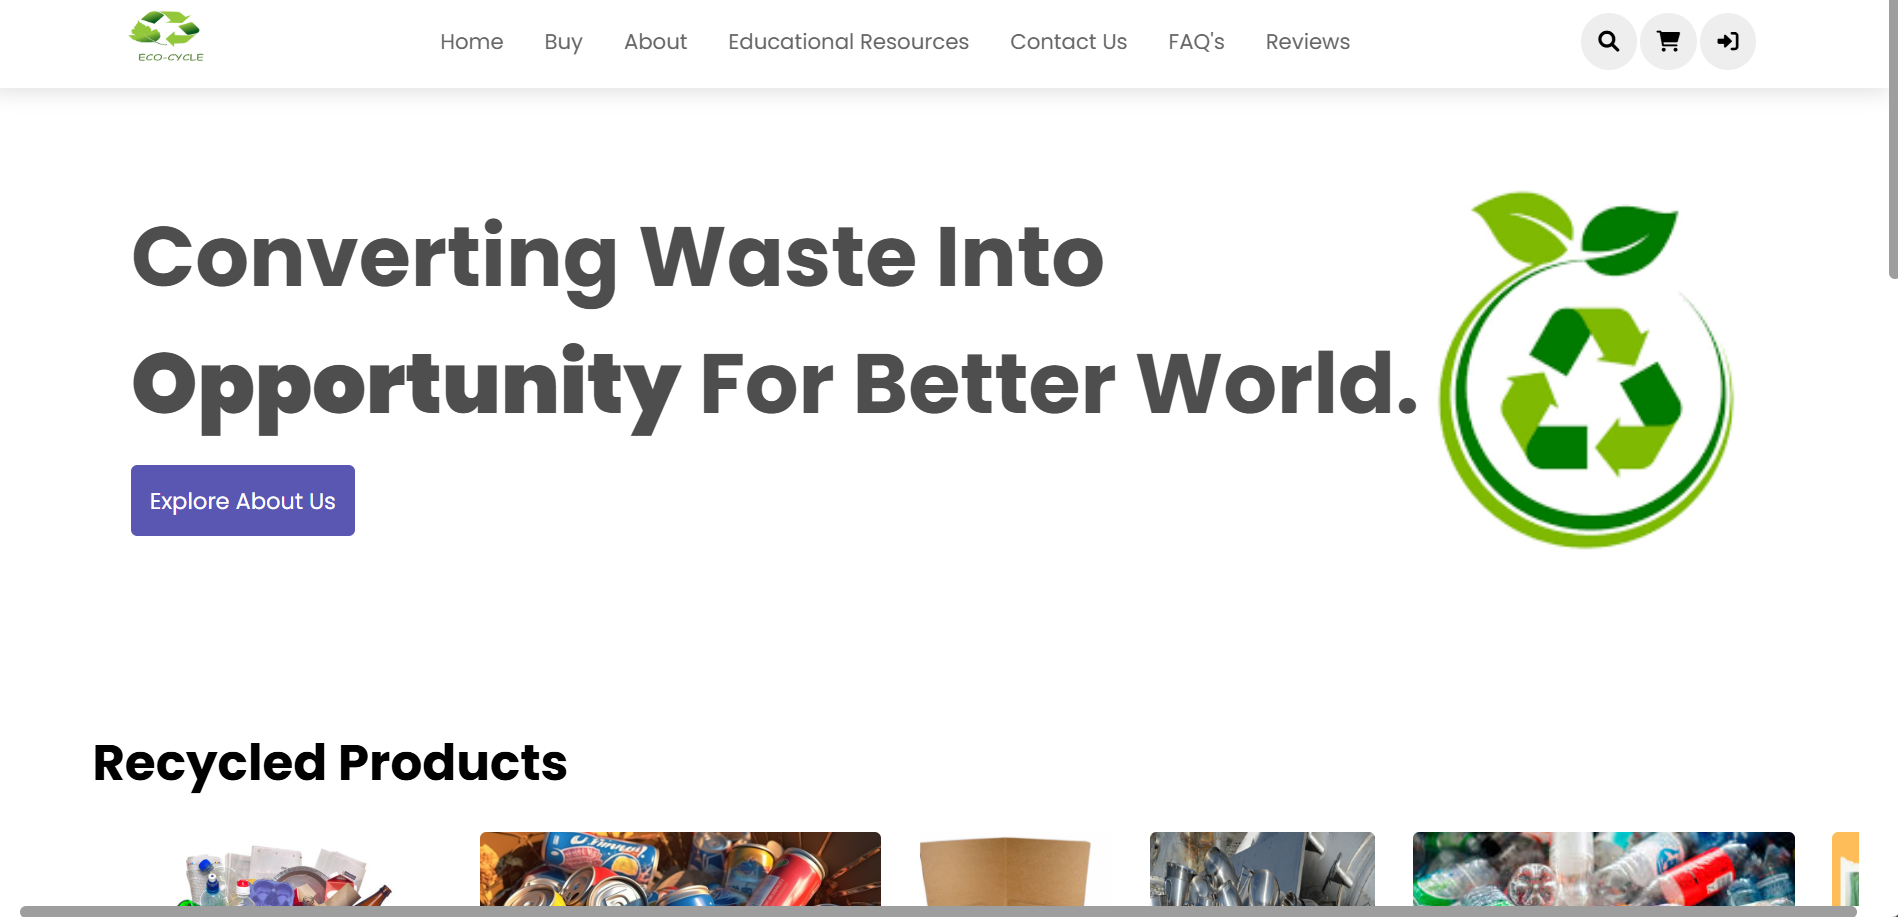 ECO-CYCLE
Home Buy About Educational Resources Contact Us FAQ's Reviews
Converting Waste Into
Opportunity For Better World.
Explore About Us
Recycled Products